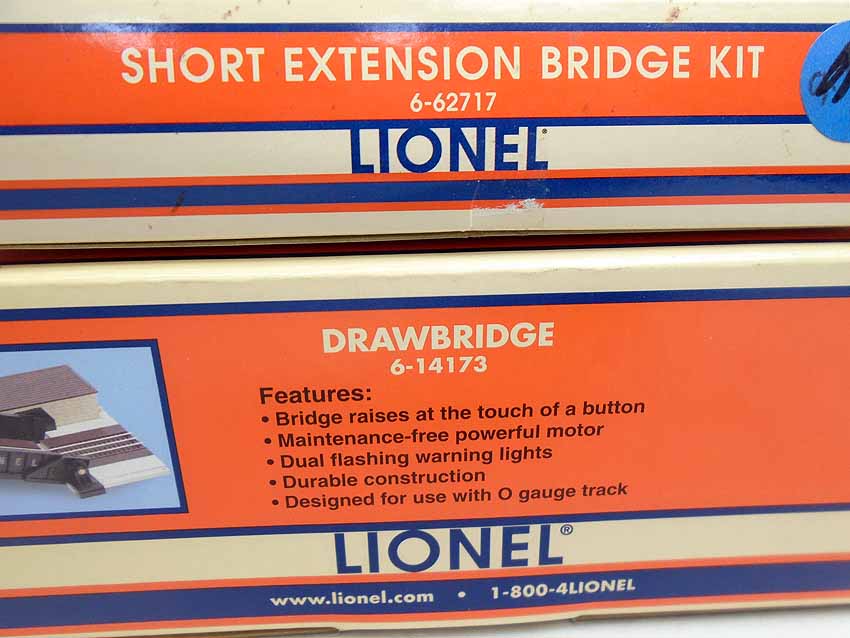 SHORT EXTENSION BRIDGE KIT
6-62717
LIONEL®
DRAWBRIDGE
6-14173
Features:
• Bridge raises at the touch of a button
• Maintenance-free powerful motor
• Dual flashing warning lights
• Durable construction
• Designed for use with O gauge track
LIONEL®
www.lionel.com • 1-800-4LIONEL